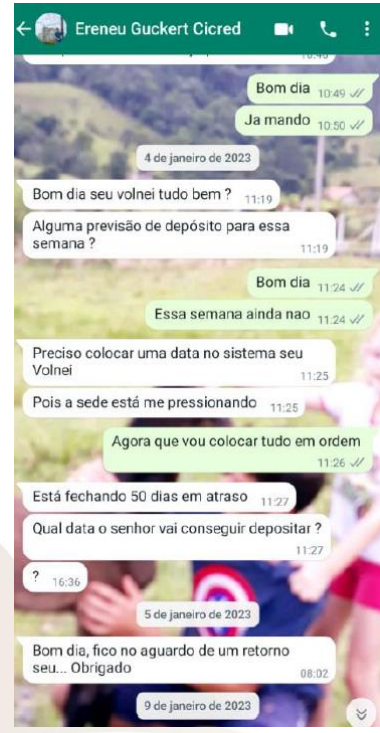 Ereneu Guckert Cicred
10:48
Bom dia 10:49
Ja mando 10:50
4 de janeiro de 2023
Bom dia seu volnei tudo bem ? 11:19
Alguma previsão de depósito para essa
semana ?
11:19
Bom dia 11:24
Essa semana ainda nao 11:24
Preciso colocar uma data no sistema seu
Volnei
11:25
Pois a sede está me pressionando 11:25
Agora que vou colocar tudo em ordem
11:26
Está fechando 50 dias em atraso 11:27
Qual data o senhor vai conseguir depositar ?
11:27
? 16:36
5 de janeiro de 2023
Bom dia, fico no aguardo de um retorno
seu... Obrigado
08:02
9 de janeiro de 2023